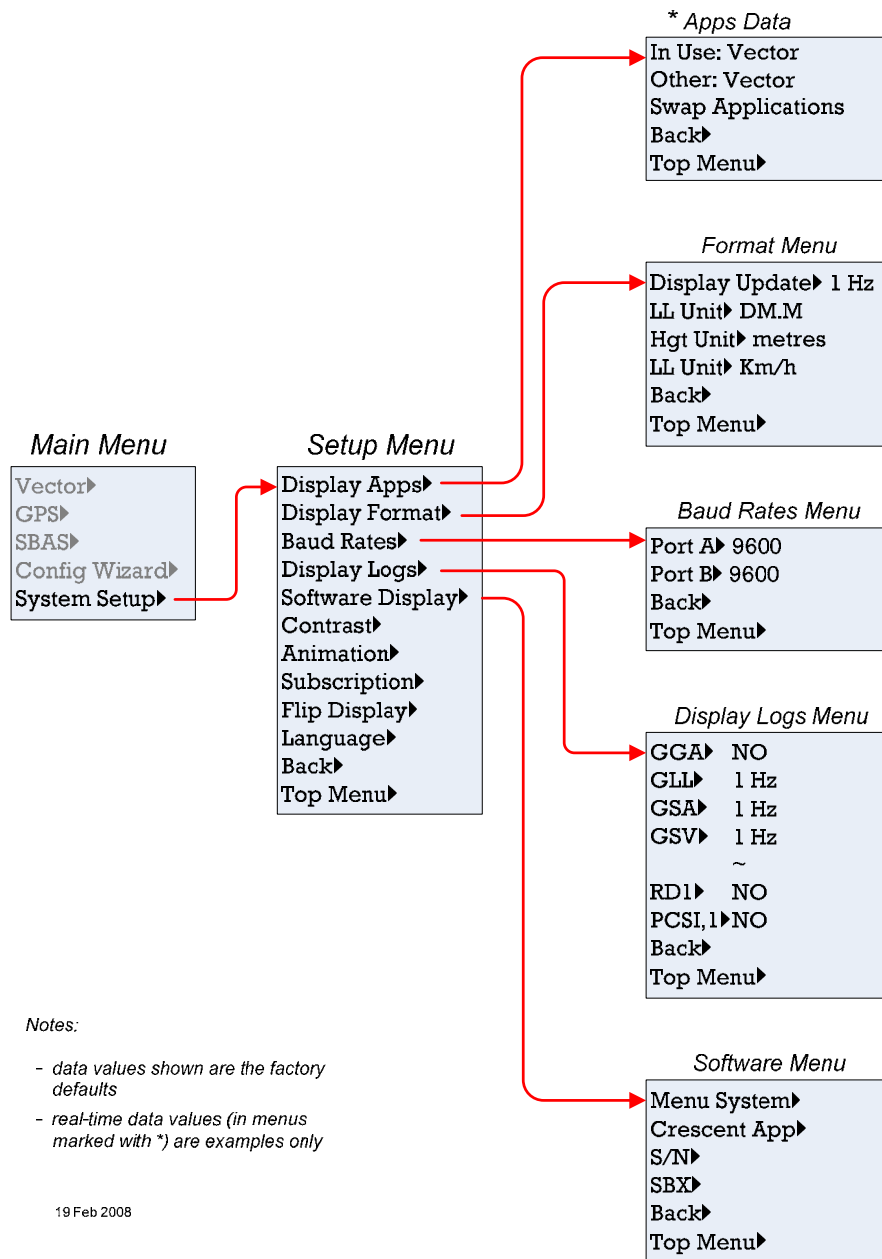 Main Menu
Vector▶
GPS▶
SBAS▶
Config Wizard▶
System Setup▶
Setup Menu
Display Apps▶
Display Format▶
Baud Rates▶
Display Logs▶
Software Display▶
Contrast▶
Animation▶
Subscription▶
Flip Display▶
Language▶
Back▶
Top Menu▶
* Apps Data
In Use: Vector
Other: Vector
Swap Applications
Back▶
Top Menu▶
Format Menu
Display Update▶ 1 Hz
LL Unit▶ DM.M
Hgt Unit▶ metres
LL Unit▶ Km/h
Back▶
Top Menu▶
Baud Rates Menu
Port A▶ 9600
Port B▶ 9600
Back▶
Top Menu▶
Display Logs Menu
GGA▶ NO
GLL▶ 1 Hz
GSA▶ 1 Hz
GSV▶ 1 Hz
~
RD1▶ NO
PCSI,1▶NO
Back▶
Top Menu▶
Software Menu
Menu System▶
Crescent App▶
S/N▶
SBX▶
Back▶
Top Menu▶
Notes:
- data values shown are the factory
defaults
- real-time data values (in menus
marked with *) are examples only
19 Feb 2008